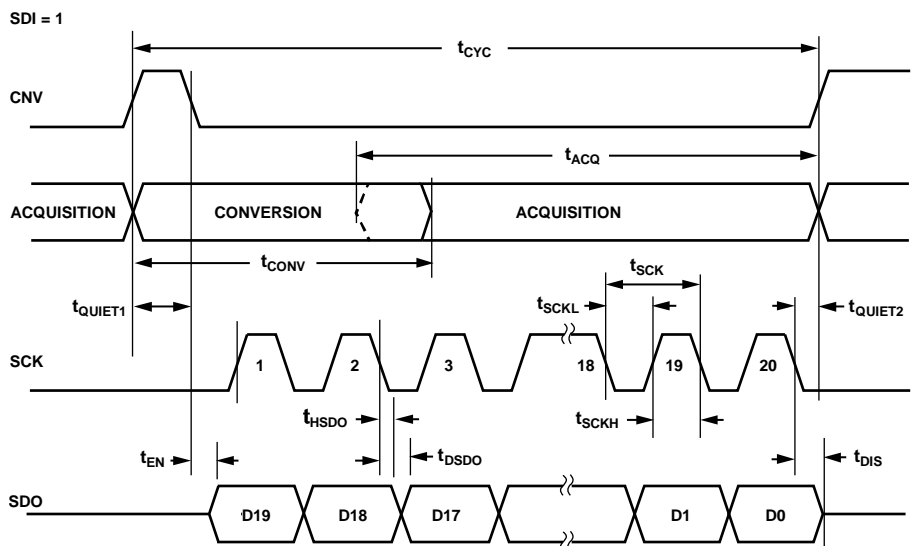 SDI = 1
tCYC
CNV
tACQ
ACQUISITION
CONVERSION
ACQUISITION
tCONV
tSCK
tQUIET1
tSCKL
tQUIET2
SCK
1
2
3
18
19
20
tHSDO
tSCKH
tEN
tDSDO
tDIS
SDO
D19
D18
D17
D1
D0